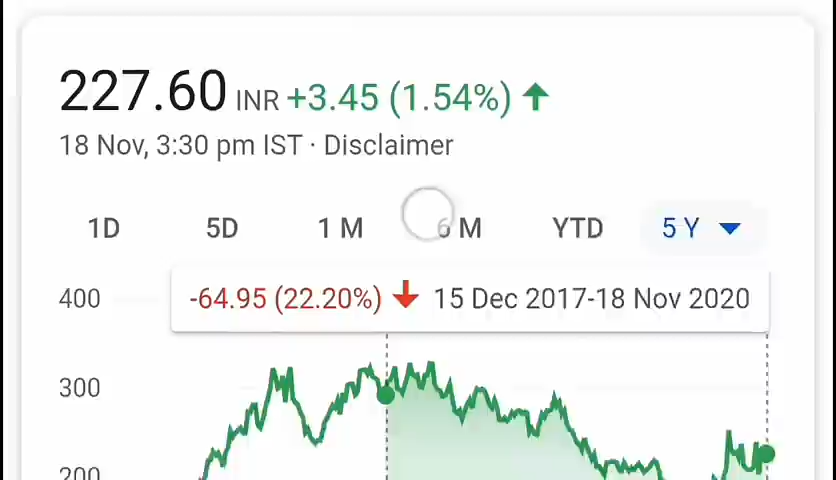 227.60 INR +3.45 (1.54%)
18 Nov, 3:30 pm IST · Disclaimer
1D 5D 1 M 6 M YTD 5 Y
-64.95 (22.20%) 15 Dec 2017-18 Nov 2020
400
300
200